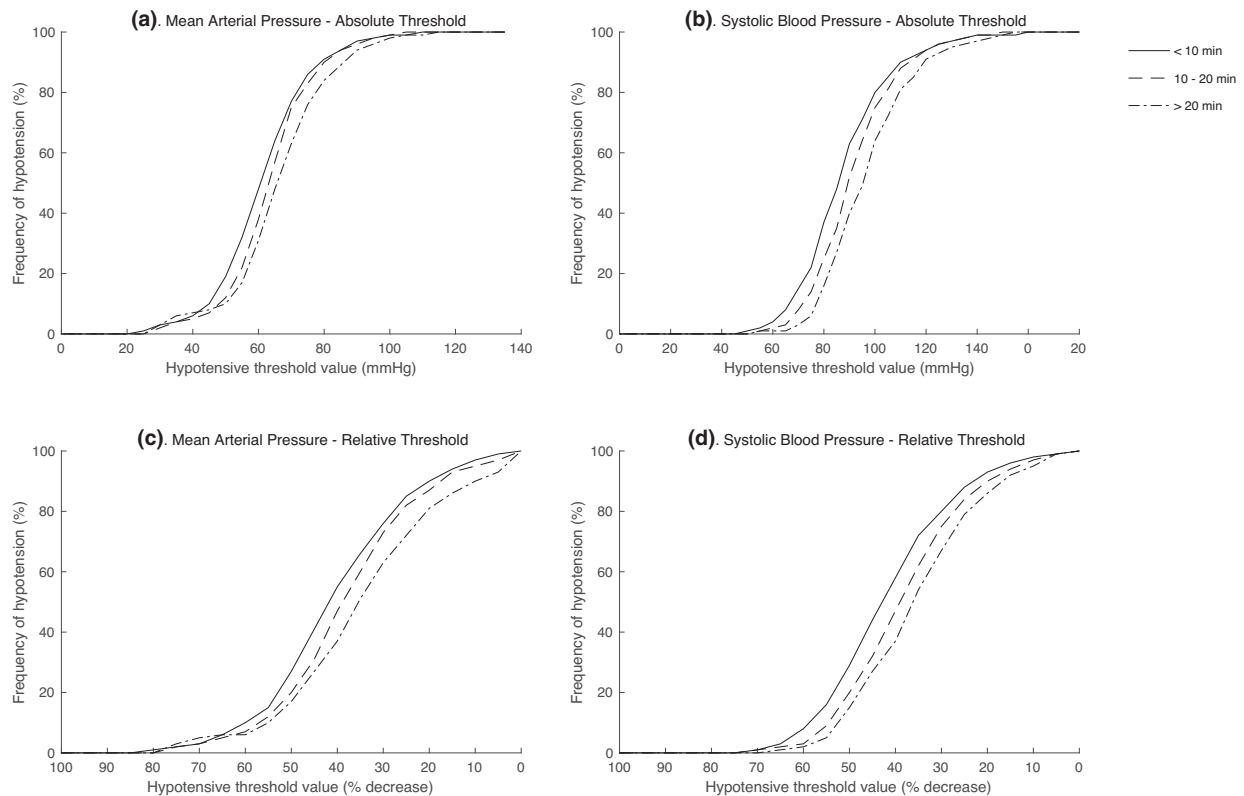 (a). Mean Arterial Pressure - Absolute Threshold
100
80
60
40
20
0
Frequency of hypotension (%)
0 20 40 60 80 100 120 140
Hypotensive threshold value (mmHg)
(b). Systolic Blood Pressure - Absolute Threshold
100
80
60
40
20
0
Frequency of hypotension (%)
0 20 40 60 80 100 120 140 0 20
Hypotensive threshold value (mmHg)
< 10 min
10 - 20 min
> 20 min
(c). Mean Arterial Pressure - Relative Threshold
100
80
60
40
20
0
Frequency of hypotension (%)
100 90 80 70 60 50 40 30 20 10 0
Hypotensive threshold value (% decrease)
(d). Systolic Blood Pressure - Relative Threshold
100
80
60
40
20
0
Frequency of hypotension (%)
100 90 80 70 60 50 40 30 20 10 0
Hypotensive threshold value (% decrease)